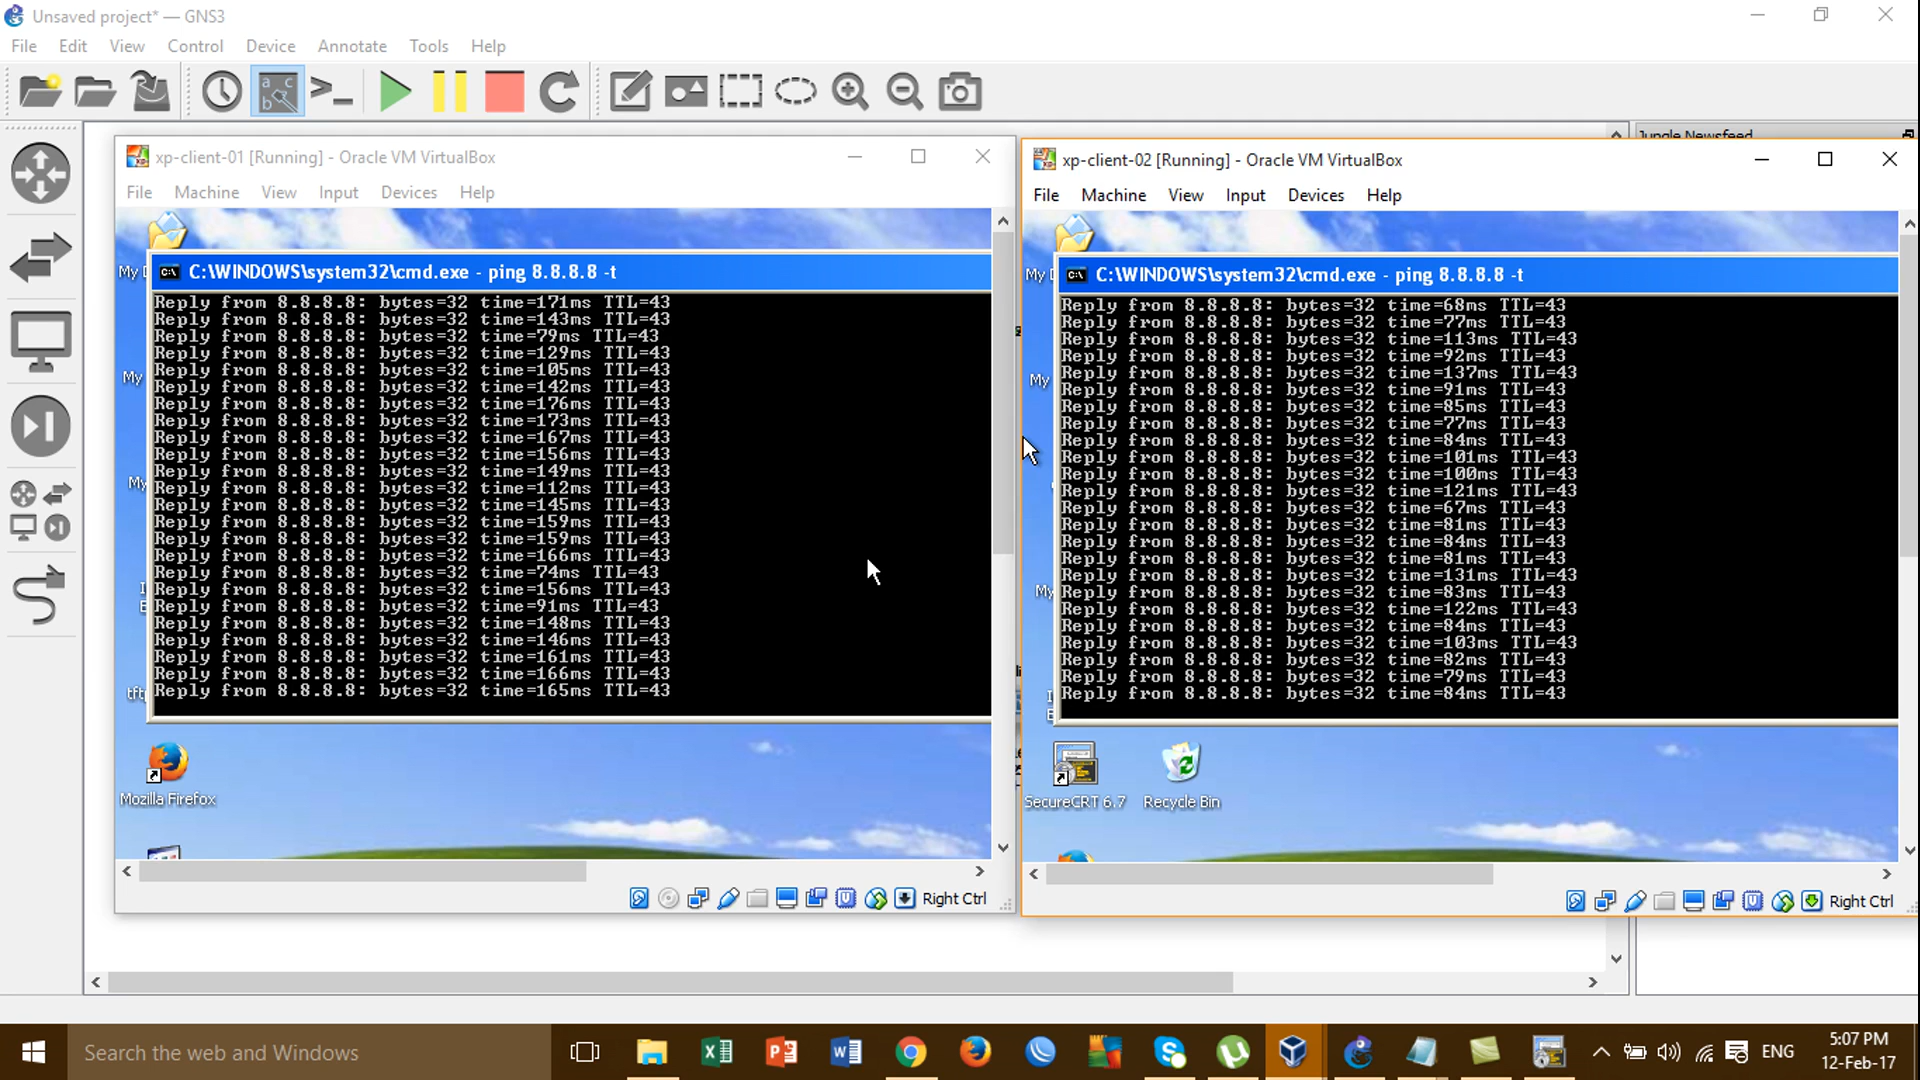 Unsaved project* — GNS3
File Edit View Control Device Annotate Tools Help
Jungle Newsfeed
xp-client-01 [Running] - Oracle VM VirtualBox
File Machine View Input Devices Help
My
C:\WINDOWS\system32\cmd.exe - ping 8.8.8.8 -t
Reply from 8.8.8.8: bytes=32 time=171ms TTL=43
Reply from 8.8.8.8: bytes=32 time=143ms TTL=43
Reply from 8.8.8.8: bytes=32 time=79ms TTL=43
Reply from 8.8.8.8: bytes=32 time=129ms TTL=43
Reply from 8.8.8.8: bytes=32 time=105ms TTL=43
Reply from 8.8.8.8: bytes=32 time=142ms TTL=43
Reply from 8.8.8.8: bytes=32 time=176ms TTL=43
Reply from 8.8.8.8: bytes=32 time=173ms TTL=43
Reply from 8.8.8.8: bytes=32 time=167ms TTL=43
Reply from 8.8.8.8: bytes=32 time=156ms TTL=43
Reply from 8.8.8.8: bytes=32 time=149ms TTL=43
Reply from 8.8.8.8: bytes=32 time=112ms TTL=43
Reply from 8.8.8.8: bytes=32 time=145ms TTL=43
Reply from 8.8.8.8: bytes=32 time=159ms TTL=43
Reply from 8.8.8.8: bytes=32 time=159ms TTL=43
Reply from 8.8.8.8: bytes=32 time=166ms TTL=43
Reply from 8.8.8.8: bytes=32 time=74ms TTL=43
Reply from 8.8.8.8: bytes=32 time=156ms TTL=43
Reply from 8.8.8.8: bytes=32 time=91ms TTL=43
Reply from 8.8.8.8: bytes=32 time=148ms TTL=43
Reply from 8.8.8.8: bytes=32 time=146ms TTL=43
Reply from 8.8.8.8: bytes=32 time=161ms TTL=43
Reply from 8.8.8.8: bytes=32 time=166ms TTL=43
Reply from 8.8.8.8: bytes=32 time=165ms TTL=43
My
My
Mozilla Firefox
Right Ctrl
xp-client-02 [Running] - Oracle VM VirtualBox
File Machine View Input Devices Help
My
C:\WINDOWS\system32\cmd.exe - ping 8.8.8.8 -t
Reply from 8.8.8.8: bytes=32 time=68ms TTL=43
Reply from 8.8.8.8: bytes=32 time=77ms TTL=43
Reply from 8.8.8.8: bytes=32 time=113ms TTL=43
Reply from 8.8.8.8: bytes=32 time=92ms TTL=43
Reply from 8.8.8.8: bytes=32 time=137ms TTL=43
Reply from 8.8.8.8: bytes=32 time=91ms TTL=43
Reply from 8.8.8.8: bytes=32 time=85ms TTL=43
Reply from 8.8.8.8: bytes=32 time=77ms TTL=43
Reply from 8.8.8.8: bytes=32 time=84ms TTL=43
Reply from 8.8.8.8: bytes=32 time=101ms TTL=43
Reply from 8.8.8.8: bytes=32 time=100ms TTL=43
Reply from 8.8.8.8: bytes=32 time=121ms TTL=43
Reply from 8.8.8.8: bytes=32 time=67ms TTL=43
Reply from 8.8.8.8: bytes=32 time=81ms TTL=43
Reply from 8.8.8.8: bytes=32 time=84ms TTL=43
Reply from 8.8.8.8: bytes=32 time=81ms TTL=43
Reply from 8.8.8.8: bytes=32 time=131ms TTL=43
Reply from 8.8.8.8: bytes=32 time=83ms TTL=43
Reply from 8.8.8.8: bytes=32 time=122ms TTL=43
Reply from 8.8.8.8: bytes=32 time=84ms TTL=43
Reply from 8.8.8.8: bytes=32 time=103ms TTL=43
Reply from 8.8.8.8: bytes=32 time=82ms TTL=43
Reply from 8.8.8.8: bytes=32 time=79ms TTL=43
Reply from 8.8.8.8: bytes=32 time=84ms TTL=43
My
My
SecureCRT 6.7
Recycle Bin
Right Ctrl
Search the web and Windows
ENG
5:07 PM
12-Feb-17